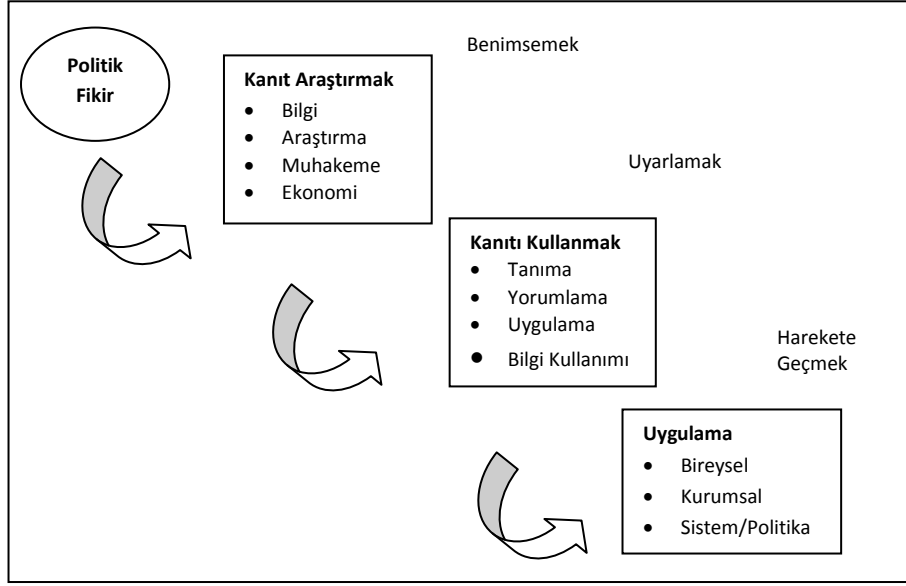 Politik
Fikir
Kanıt Araştırmak
• Bilgi
• Araştırma
• Muhakeme
• Ekonomi
Benimsemek
Uyarlamak
Kanıtı Kullanmak
• Tanıma
• Yorumlama
• Uygulama
• Bilgi Kullanımı
Harekete
Geçmek
Uygulama
• Bireysel
• Kurumsal
• Sistem/Politika